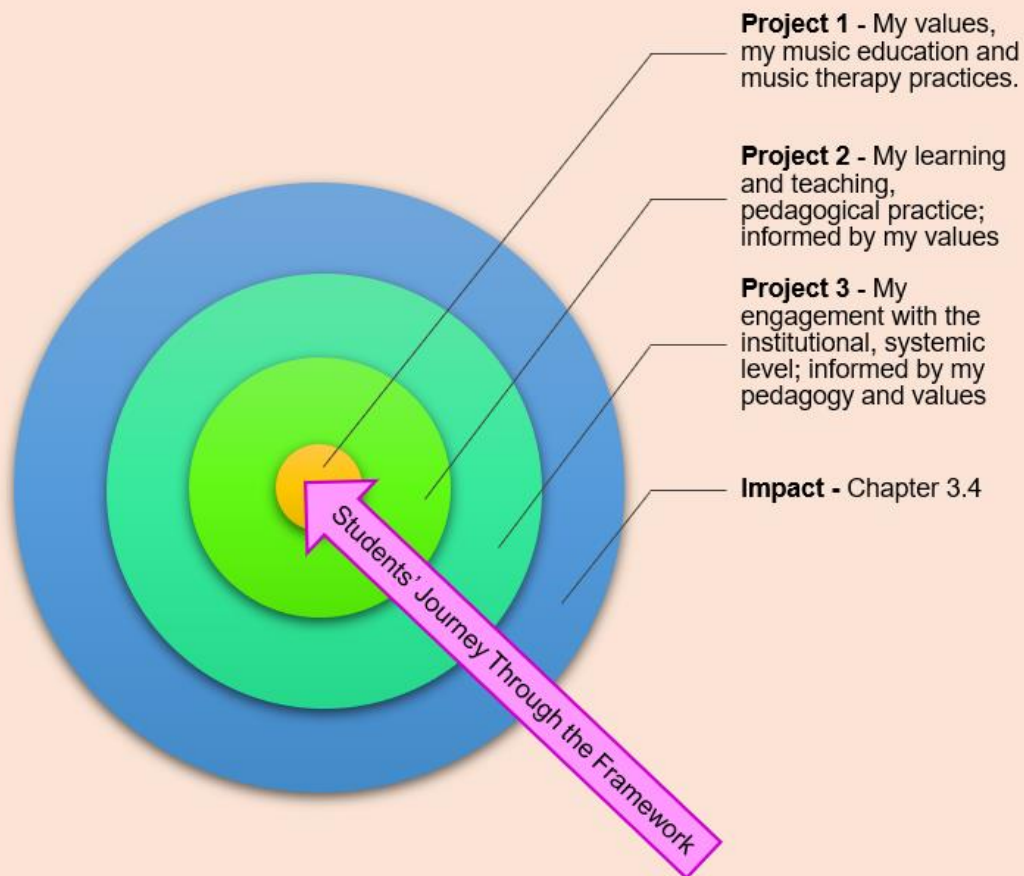 Project 1 - My values,
my music education and
music therapy practices.
Project 2 - My learning
and teaching,
pedagogical practice;
informed by my values
Project 3 - My
engagement with the
institutional, systemic
level; informed by my
pedagogy and values
Impact - Chapter 3.4
Students’ Journey Through the Framework